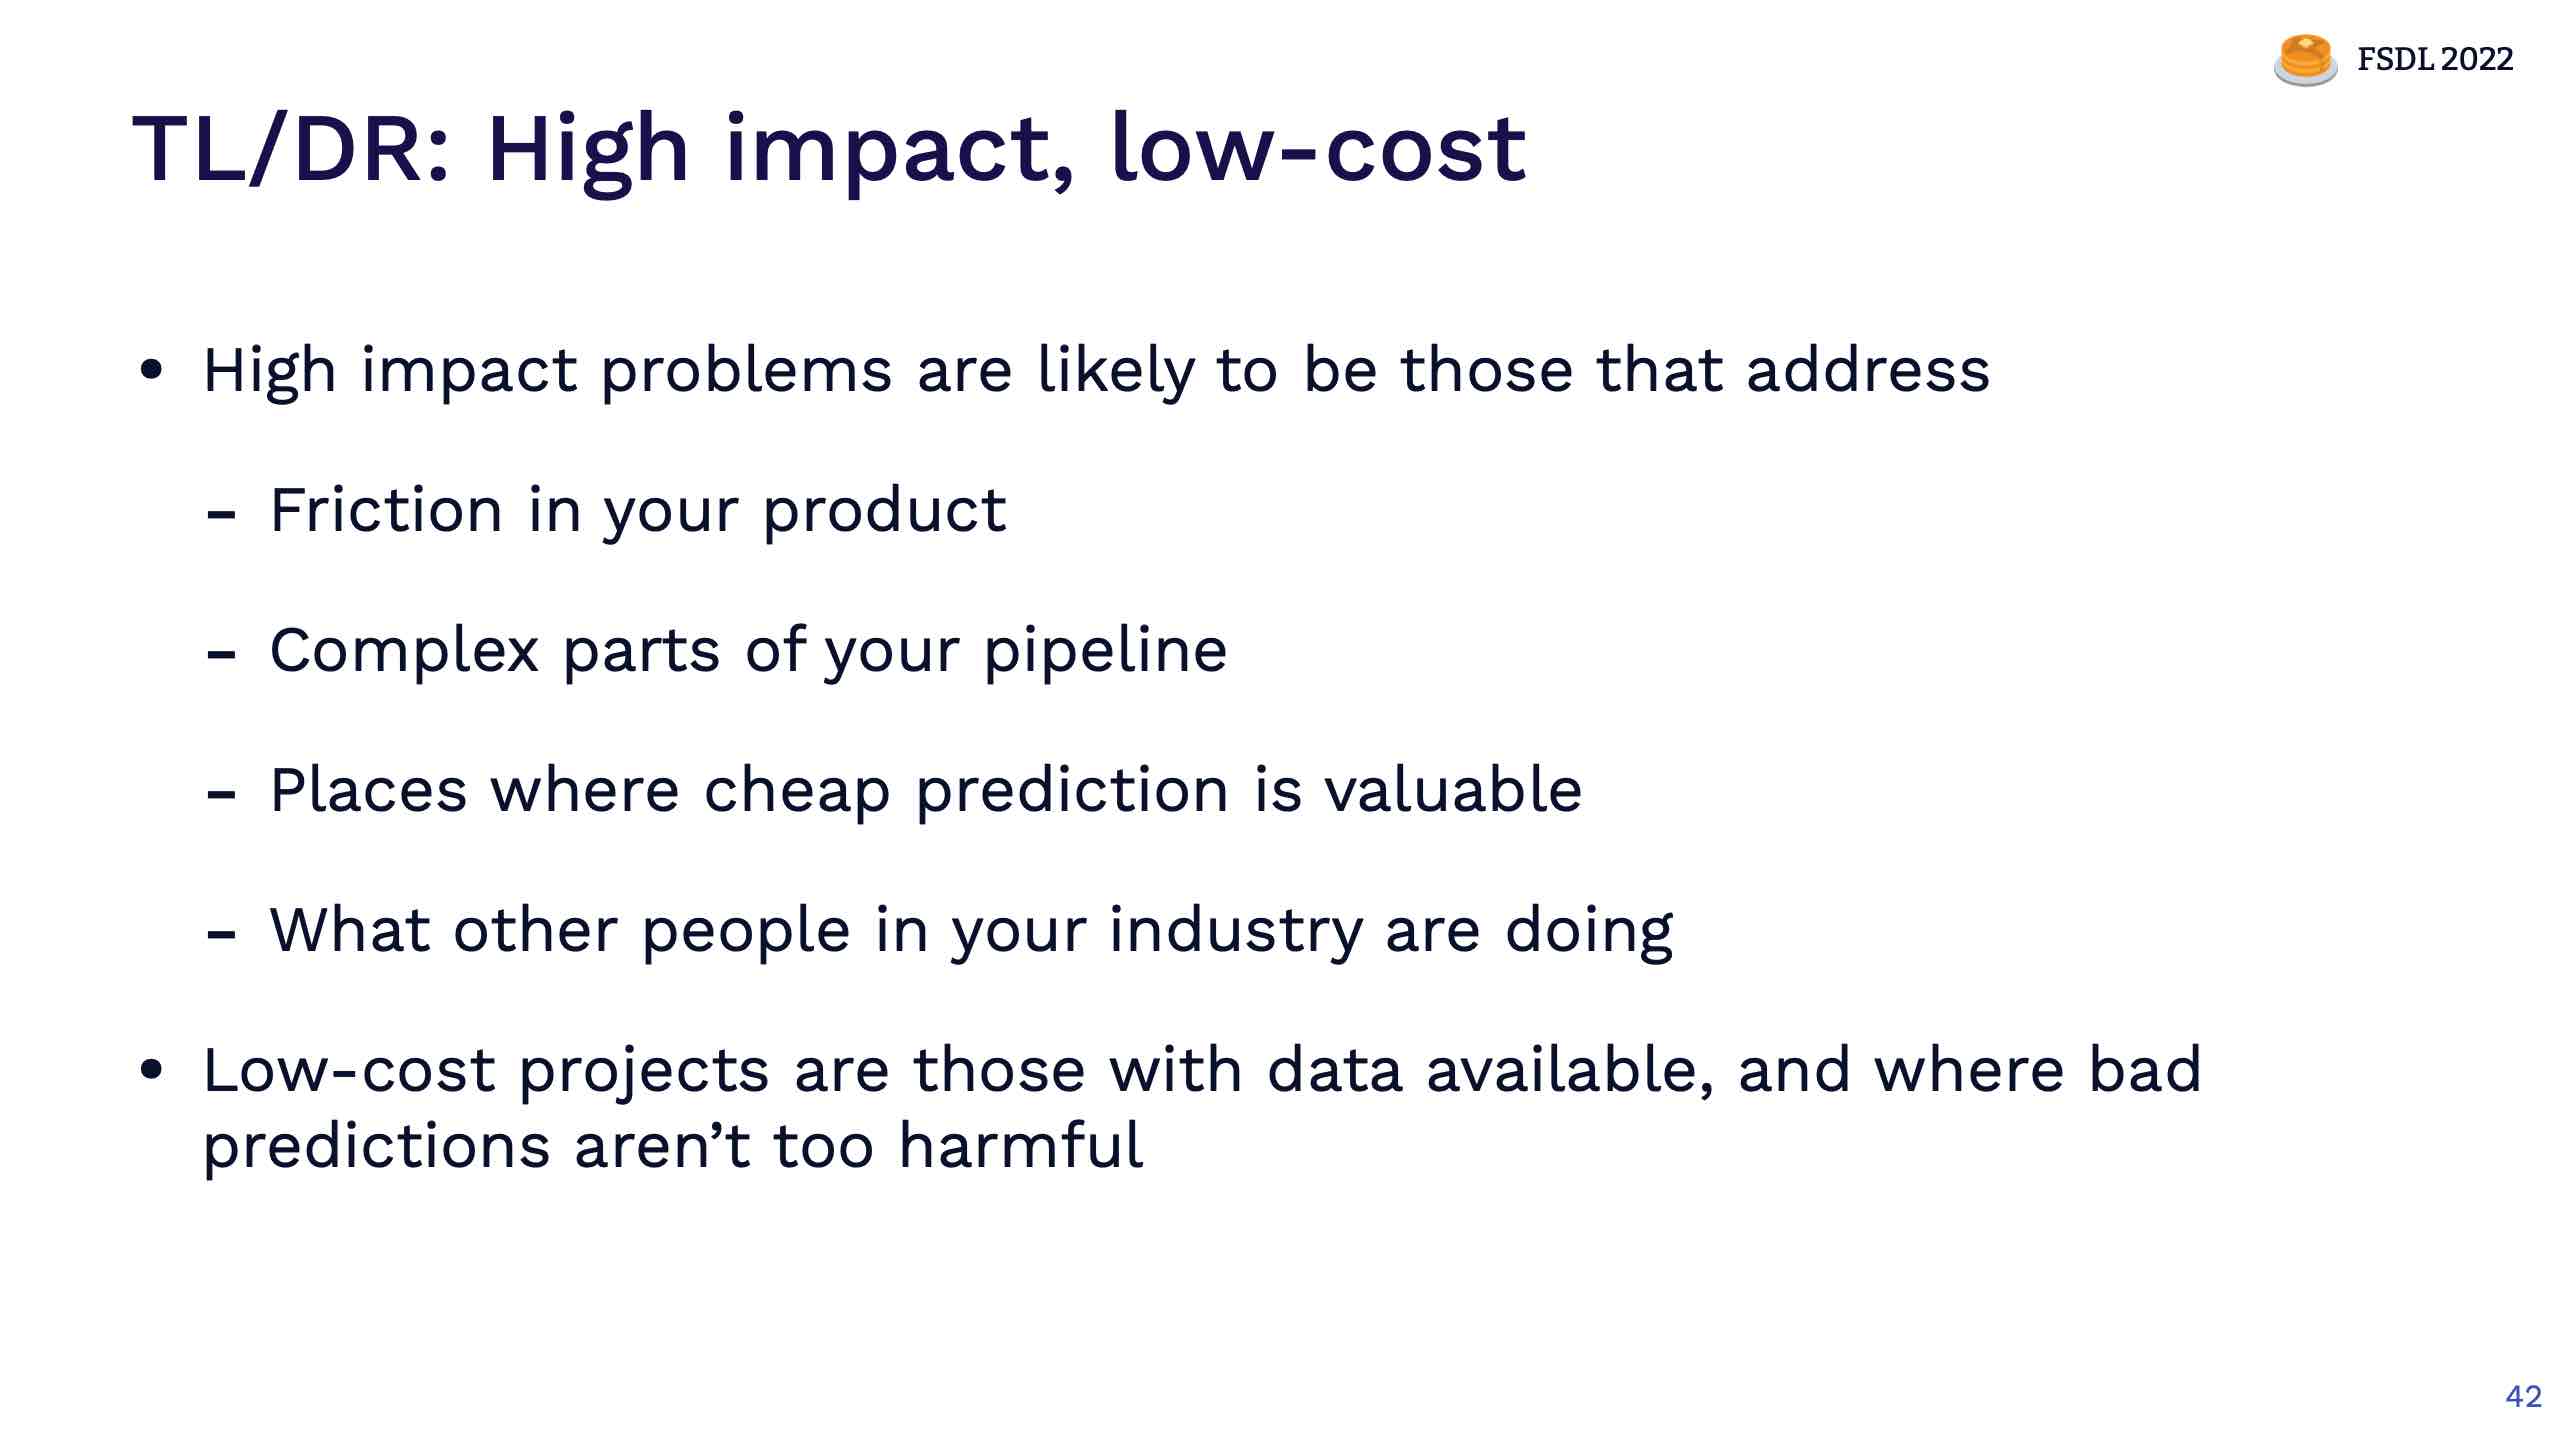 FSDL 2022
TL/DR: High impact, low-cost
• High impact problems are likely to be those that address
- Friction in your product
- Complex parts of your pipeline
- Places where cheap prediction is valuable
- What other people in your industry are doing
• Low-cost projects are those with data available, and where bad
predictions aren’t too harmful
42